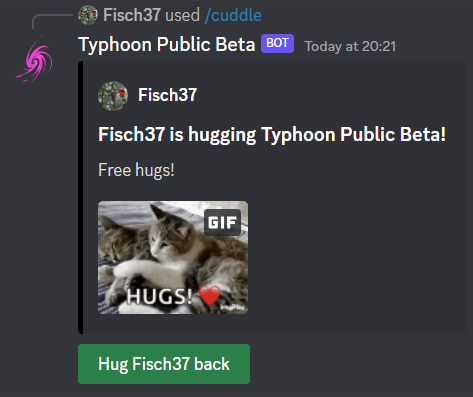 Fisch37 used /cuddle
Typhoon Public Beta BOT Today at 20:21
Fisch37
Fisch37 is hugging Typhoon Public Beta!
Free hugs!
GIF
HUGS!
Hug Fisch37 back